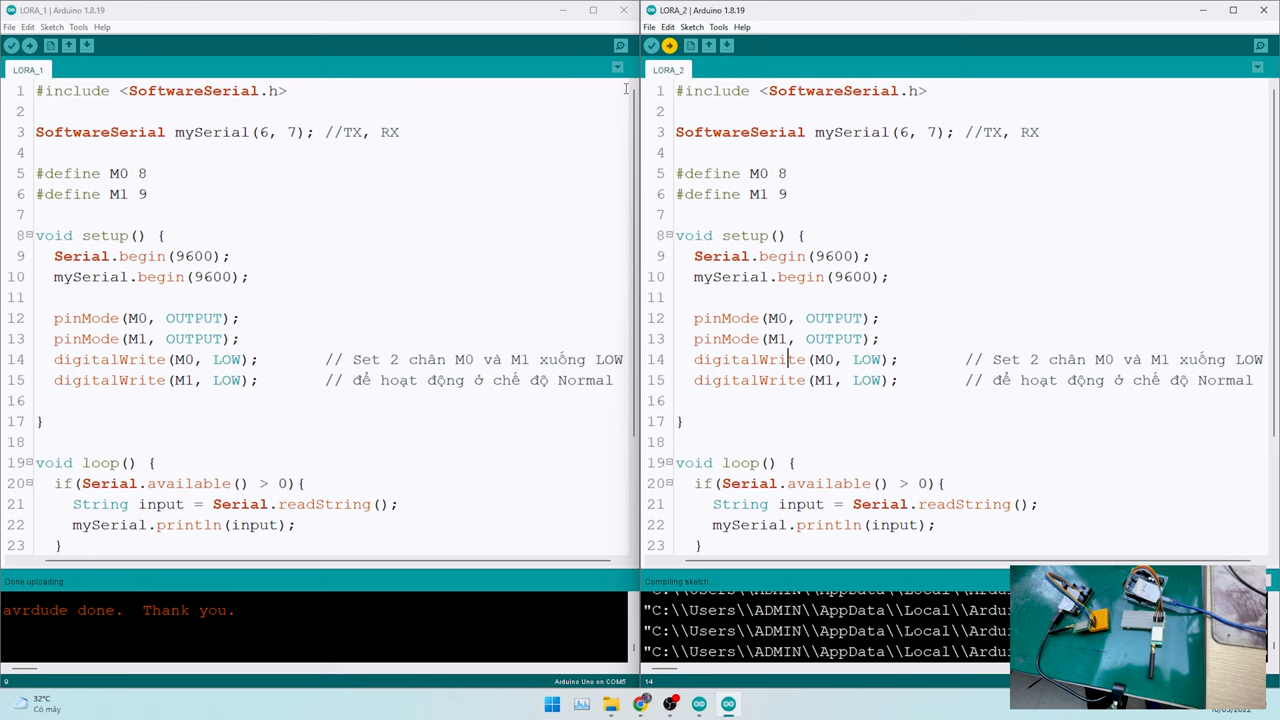 LORA_1 | Arduino 1.8.19
File Edit Sketch Tools Help
LORA_1
1 #include <SoftwareSerial.h>
2
3 SoftwareSerial mySerial(6, 7); //TX, RX
4
5 #define M0 8
6 #define M1 9
7
8 void setup() {
9 Serial.begin(9600);
10 mySerial.begin(9600);
11
12 pinMode(M0, OUTPUT);
13 pinMode(M1, OUTPUT);
14 digitalWrite(M0, LOW); // Set 2 chân M0 và M1 xuống LOW
15 digitalWrite(M1, LOW); // để hoạt động ở chế độ Normal
16
17 }
18
19 void loop() {
20 if(Serial.available() > 0){
21 String input = Serial.readString();
22 mySerial.println(input);
23 }
Done uploading
avrdude done. Thank you.
9
Arduino Uno on COM5
LORA_2 | Arduino 1.8.19
File Edit Sketch Tools Help
LORA_2
1 #include <SoftwareSerial.h>
2
3 SoftwareSerial mySerial(6, 7); //TX, RX
4
5 #define M0 8
6 #define M1 9
7
8 void setup() {
9 Serial.begin(9600);
10 mySerial.begin(9600);
11
12 pinMode(M0, OUTPUT);
13 pinMode(M1, OUTPUT);
14 digitalWrite(M0, LOW); // Set 2 chân M0 và M1 xuống LOW
15 digitalWrite(M1, LOW); // để hoạt động ở chế độ Normal
16
17 }
18
19 void loop() {
20 if(Serial.available() > 0){
21 String input = Serial.readString();
22 mySerial.println(input);
23 }
Compiling sketch...
"C:\\Users\\ADMIN\\AppData\\Local\\Ardu
"C:\\Users\\ADMIN\\AppData\\Local\\Ardu
"C:\\Users\\ADMIN\\AppData\\Local\\Ardu
14
32°C
Có mây